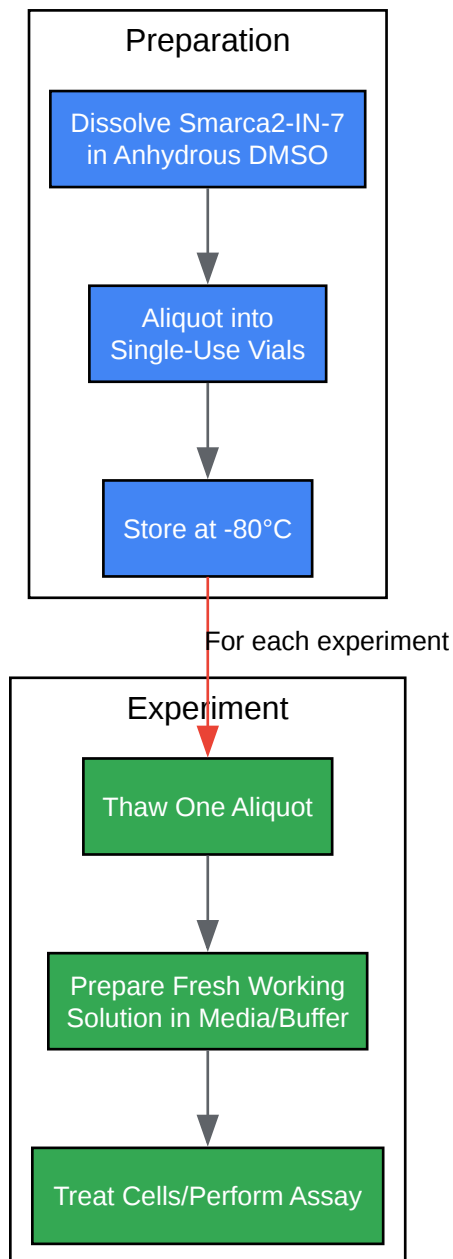 Preparation
Dissolve Smarca2-IN-7
in Anhydrous DMSO
Aliquot into
Single-Use Vials
Store at -80°C
For each experiment
Experiment
Thaw One Aliquot
Prepare Fresh Working
Solution in Media/Buffer
Treat Cells/Perform Assay